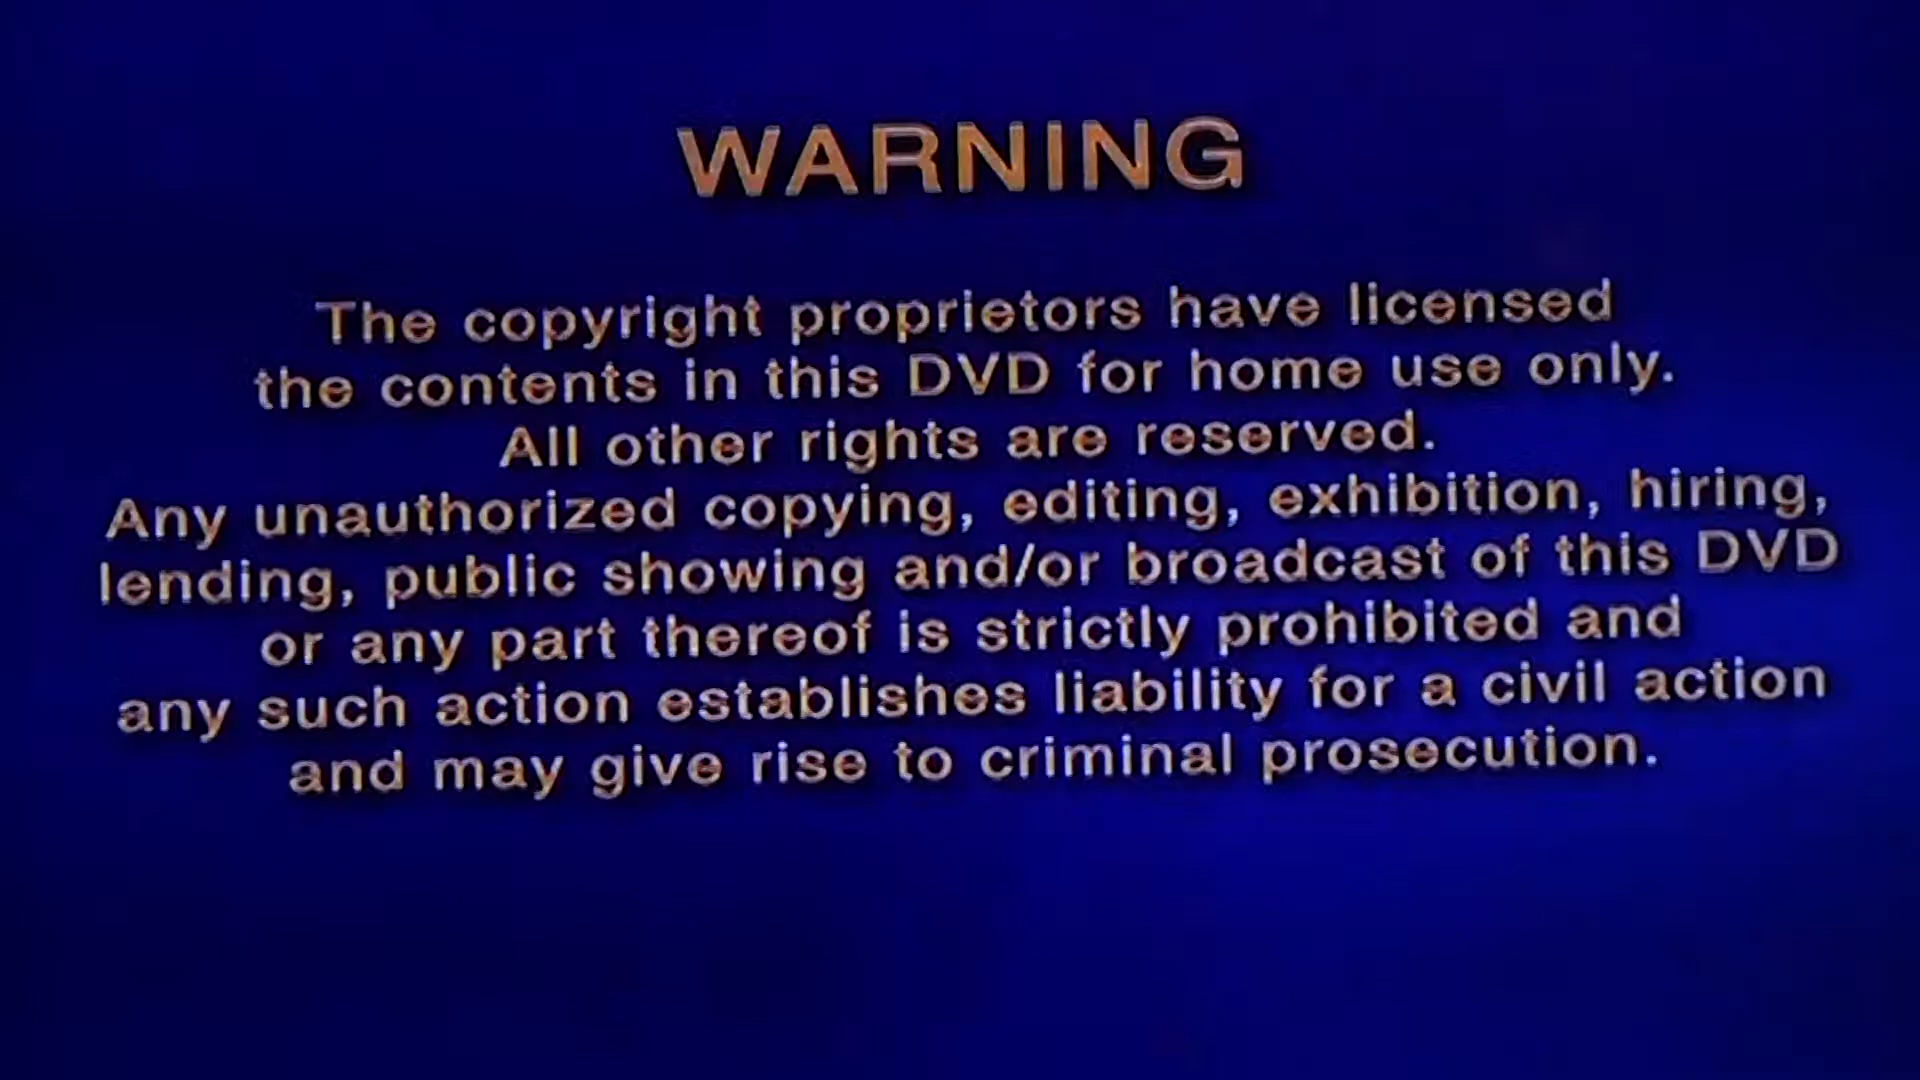 WARNING
The copyright proprietors have licensed
the contents in this DVD for home use only.
All other rights are reserved.
Any unauthorized copying, editing, exhibition, hiring,
lending, public showing and/or broadcast of this DVD
or any part thereof is strictly prohibited and
any such action establishes liability for a civil action
and may give rise to criminal prosecution.